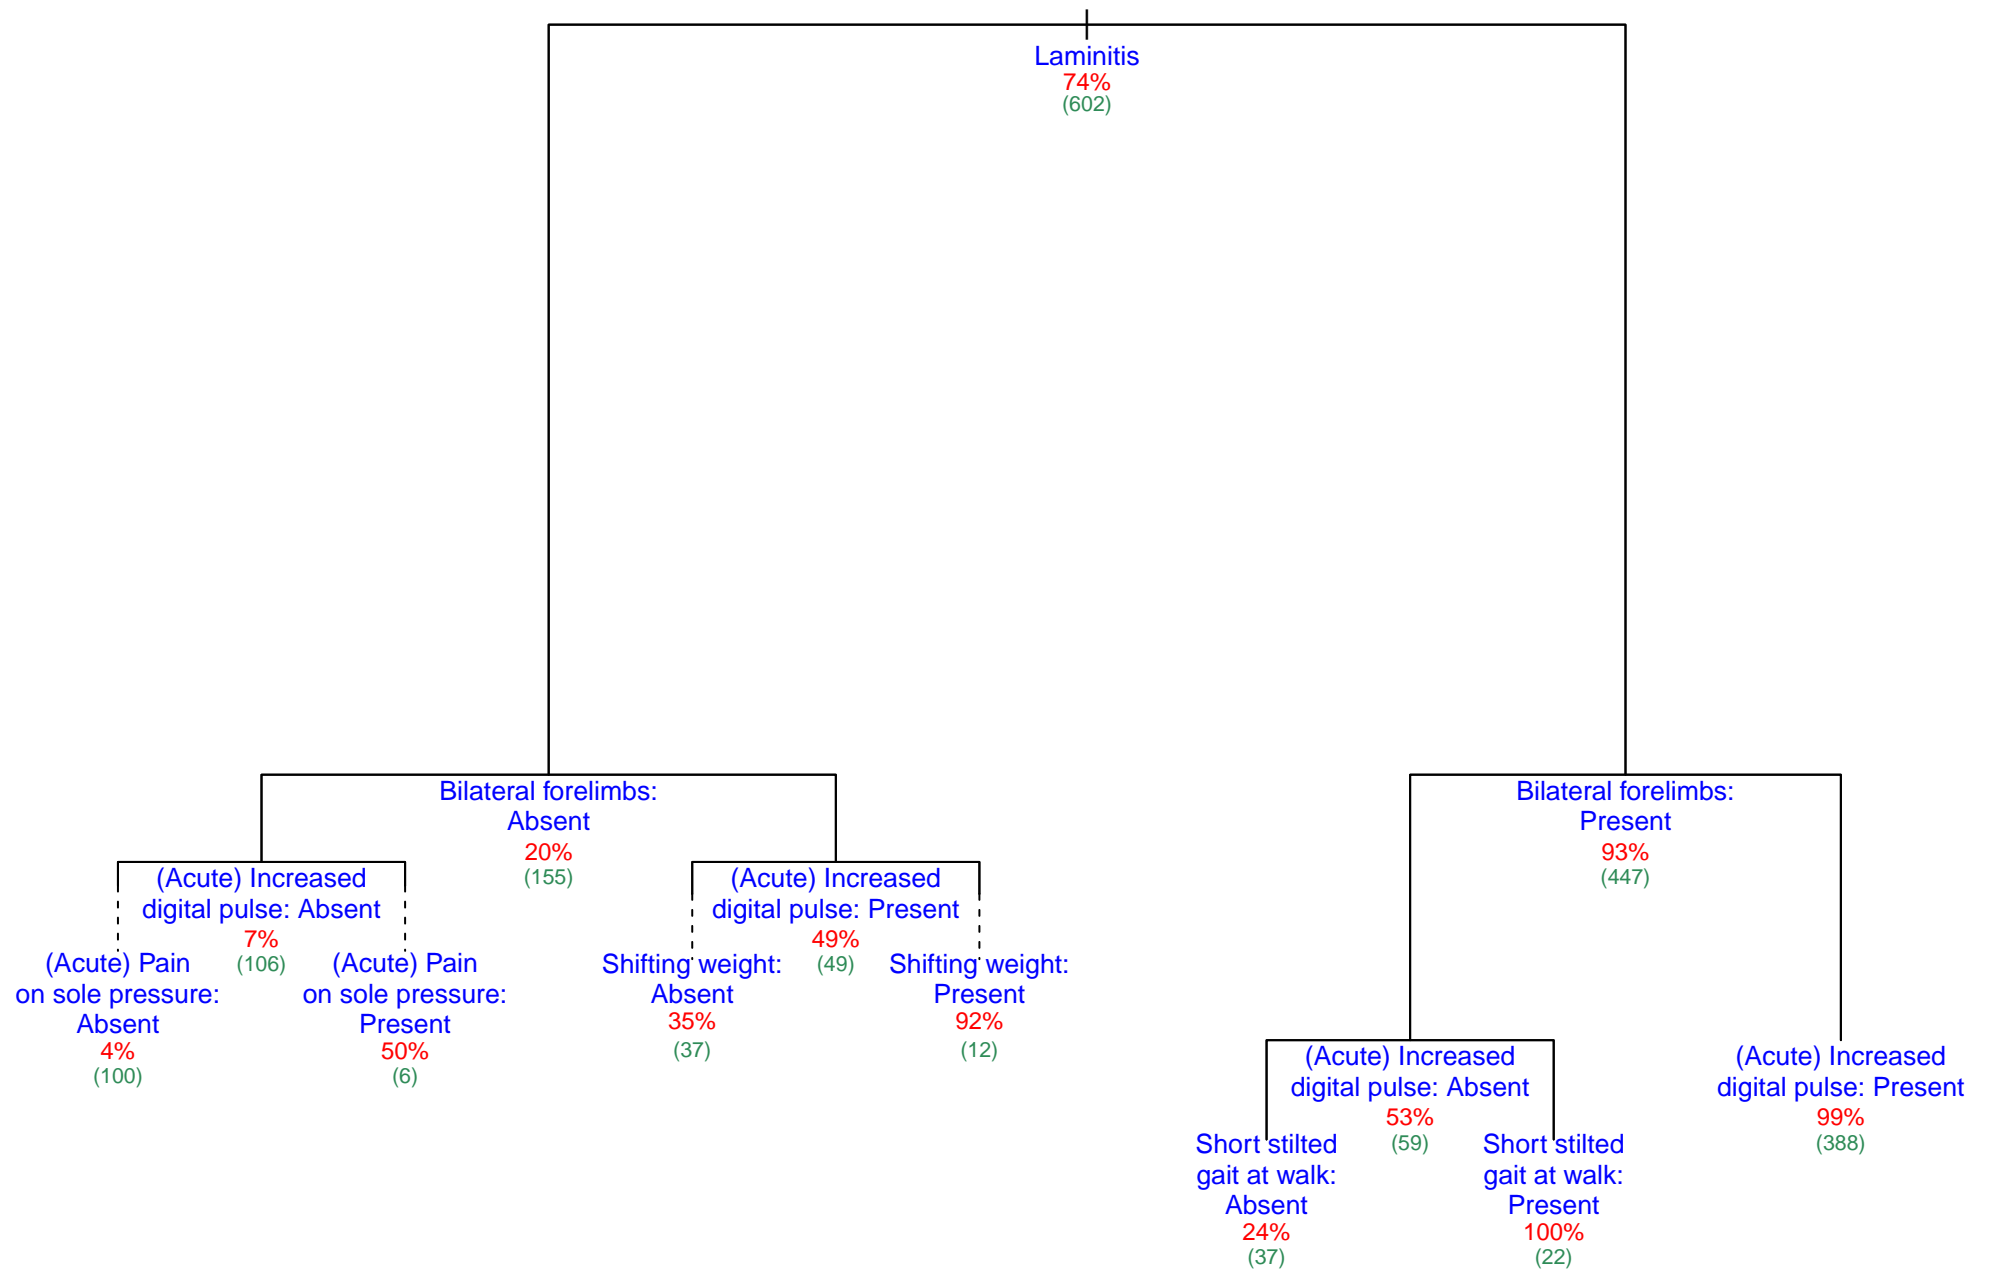 Laminitis
74%
(602)
Bilateral forelimbs:
Absent
20%
(155)
Bilateral forelimbs:
Present
93%
(447)
(Acute) Increased
digital pulse: Absent
7%
(106)
(Acute) Increased
digital pulse: Present
49%
(49)
(Acute) Pain
on sole pressure:
Absent
4%
(100)
(Acute) Pain
on sole pressure:
Present
50%
(6)
Shifting weight:
Absent
35%
(37)
Shifting weight:
Present
92%
(12)
(Acute) Increased
digital pulse: Absent
53%
(59)
(Acute) Increased
digital pulse: Present
99%
(388)
Short stilted
gait at walk:
Absent
24%
(37)
Short stilted
gait at walk:
Present
100%
(22)